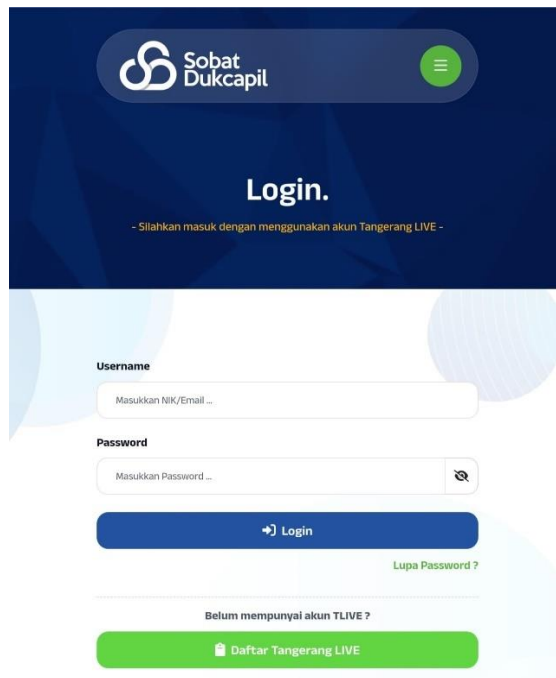 Sobat
Dukcapil
Login.
- Silahkan masuk dengan menggunakan akun Tangerang LIVE -
Username
Masukkan NIK/Email ...
Password
Masukkan Password ...
Login
Lupa Password ?
Belum mempunyai akun TLIVE ?
Daftar Tangerang LIVE